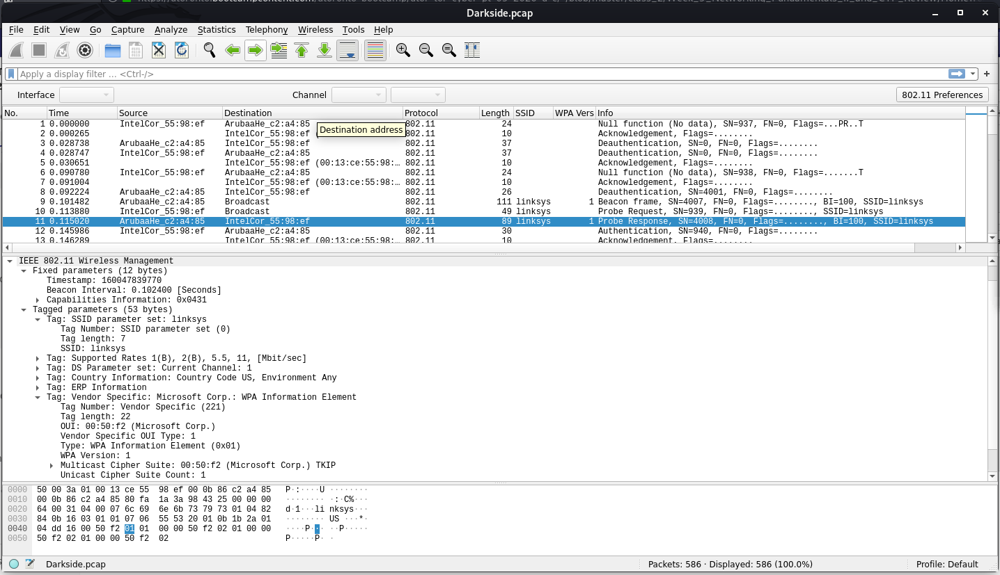 Darkside.pcap
File Edit View Go Capture Analyze Statistics Telephony Wireless Tools Help
Apply a display filter … <Ctrl-/>
+
Interface Channel 802.11 Preferences
No. Time Source Destination Protocol Length SSID WPA Vers Info
1 0.000000 IntelCor_55:98:ef ArubaaHe_c2:a4:85 802.11 24 Null function (No data), SN=937, FN=0, Flags=...PR..T
Destination address
2 0.000265 IntelCor_55:98:ef ( 802.11 10 Acknowledgement, Flags=........
3 0.028738 ArubaaHe_c2:a4:85 IntelCor_55:98:ef 802.11 37 Deauthentication, SN=0, FN=0, Flags=........
4 0.028747 IntelCor_55:98:ef ArubaaHe_c2:a4:85 802.11 37 Deauthentication, SN=0, FN=0, Flags=........
5 0.030651 IntelCor_55:98:ef (00:13:ce:55:98:… 802.11 10 Acknowledgement, Flags=........
6 0.090780 IntelCor_55:98:ef ArubaaHe_c2:a4:85 802.11 24 Null function (No data), SN=938, FN=0, Flags=.......T
7 0.091004 IntelCor_55:98:ef (00:13:ce:55:98:… 802.11 10 Acknowledgement, Flags=........
8 0.092224 ArubaaHe_c2:a4:85 IntelCor_55:98:ef 802.11 26 Deauthentication, SN=4001, FN=0, Flags=........
9 0.101482 ArubaaHe_c2:a4:85 Broadcast 802.11 111 linksys 1 Beacon frame, SN=4007, FN=0, Flags=........, BI=100, SSID=linksys
10 0.113880 IntelCor_55:98:ef Broadcast 802.11 49 linksys Probe Request, SN=939, FN=0, Flags=........, SSID=linksys
11 0.115020 ArubaaHe_c2:a4:85 IntelCor_55:98:ef 802.11 89 linksys 1 Probe Response, SN=4008, FN=0, Flags=........, BI=100, SSID=linksys
12 0.145986 IntelCor_55:98:ef ArubaaHe_c2:a4:85 802.11 30 Authentication, SN=940, FN=0, Flags=........
13 0.146289 IntelCor_55:98:ef (00:13:ce:55:98:… 802.11 10 Acknowledgement, Flags=........
IEEE 802.11 Wireless Management
Fixed parameters (12 bytes)
Timestamp: 160047839770
Beacon Interval: 0.102400 [Seconds]
Capabilities Information: 0x0431
Tagged parameters (53 bytes)
Tag: SSID parameter set: linksys
Tag Number: SSID parameter set (0)
Tag length: 7
SSID: linksys
Tag: Supported Rates 1(B), 2(B), 5.5, 11, [Mbit/sec]
Tag: DS Parameter set: Current Channel: 1
Tag: Country Information: Country Code US, Environment Any
Tag: ERP Information
Tag: Vendor Specific: Microsoft Corp.: WPA Information Element
Tag Number: Vendor Specific (221)
Tag length: 22
OUI: 00:50:f2 (Microsoft Corp.)
Vendor Specific OUI Type: 1
Type: WPA Information Element (0x01)
WPA Version: 1
Multicast Cipher Suite: 00:50:f2 (Microsoft Corp.) TKIP
Unicast Cipher Suite Count: 1
0000 50 00 3a 01 00 13 ce 55 98 ef 00 0b 86 c2 a4 85 P·:····U ········
0010 00 0b 86 c2 a4 85 80 fa 1a 3a 98 43 25 00 00 00 ········ ·:·C%···
0020 64 00 31 04 00 07 6c 69 6e 6b 73 79 73 01 04 82 d·1···li nksys···
0030 84 0b 16 03 01 01 07 06 55 53 20 01 0b 1b 2a 01 ········ US ···*·
0040 04 dd 16 00 50 f2 01 01 00 00 50 f2 02 01 00 00 ····P··· ··P·····
0050 50 f2 02 01 00 00 50 f2 02 P·····P· ·
Darkside.pcap Packets: 586 · Displayed: 586 (100.0%) Profile: Default